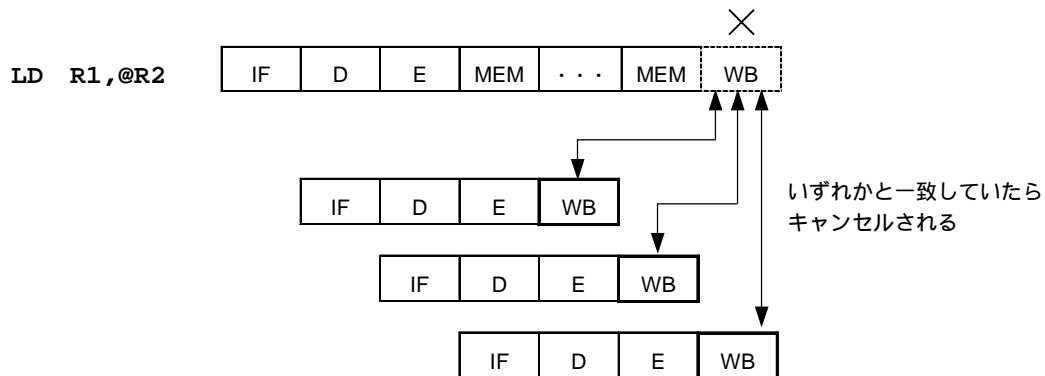 ×
LD R1,@R2 IF D E MEM ・・・ MEM WB
IF D E WB
いずれかと一致していたら
キャンセルされる
IF D E WB
IF D E WB